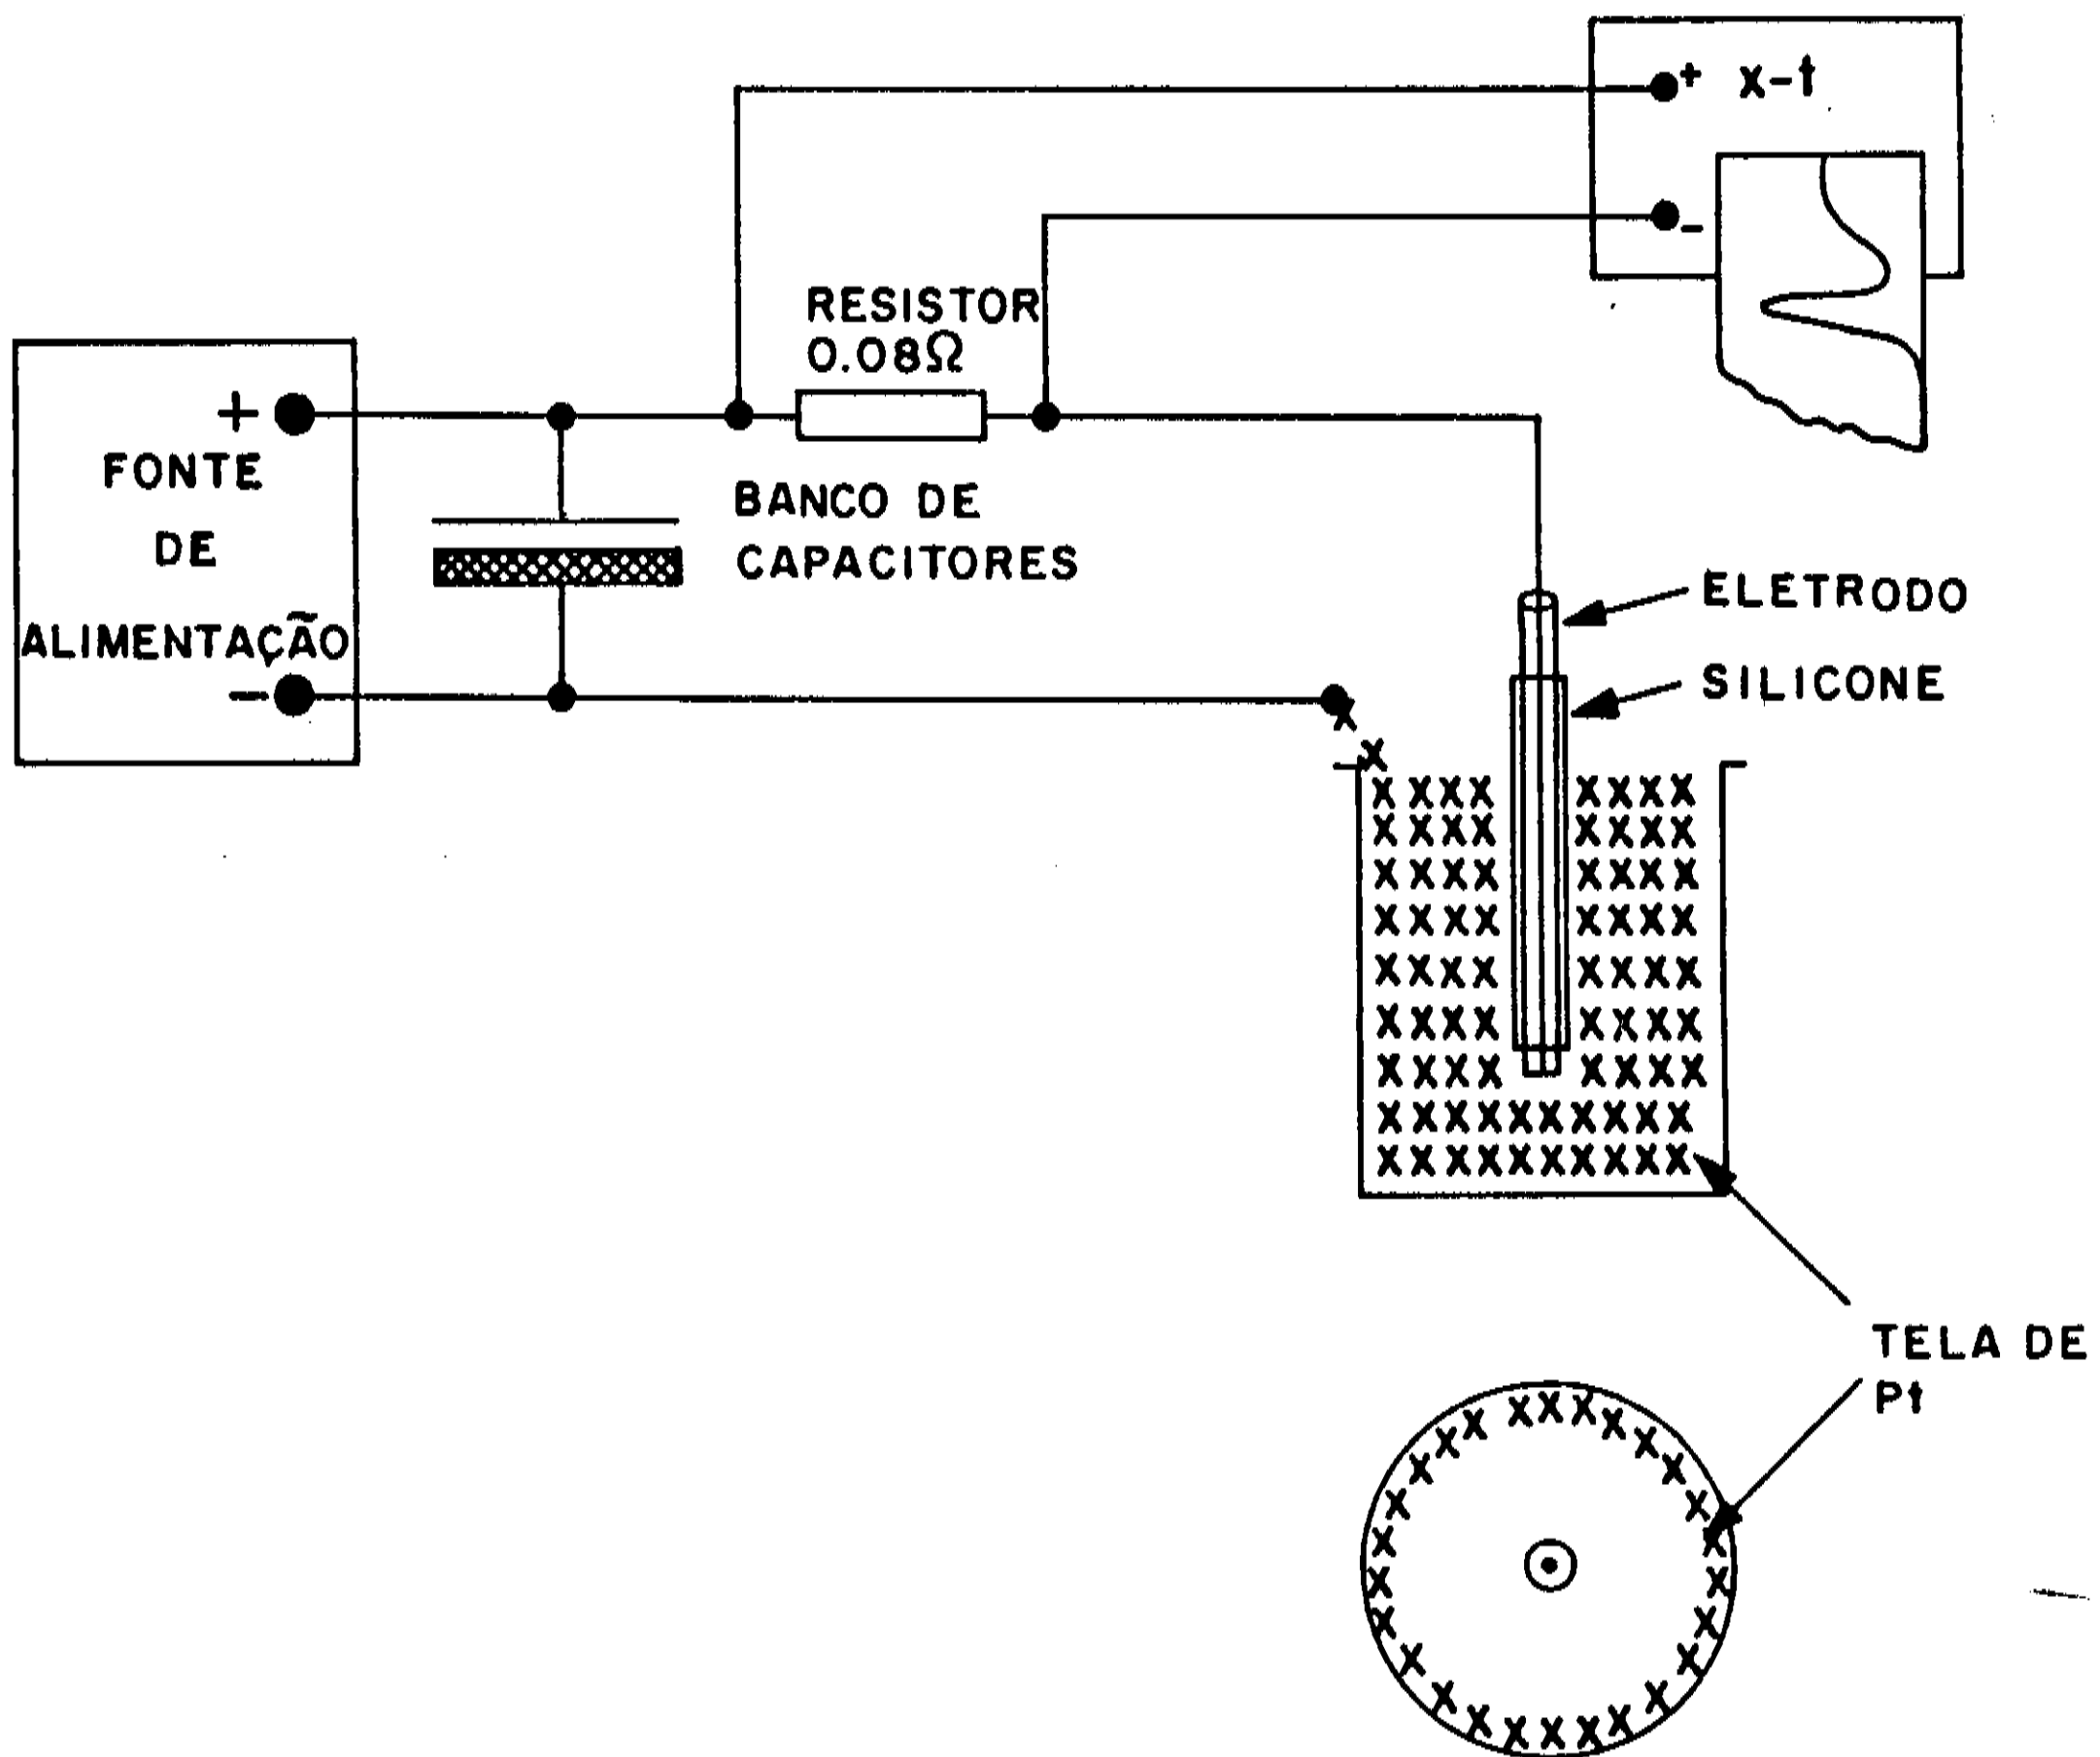 + x-t
-
RESISTOR
0.08Ω
+
FONTE
DE
ALIMENTAÇÃO
-
BANCO DE
CAPACITORES
ELETRODO
SILICONE
TELA DE
Pt